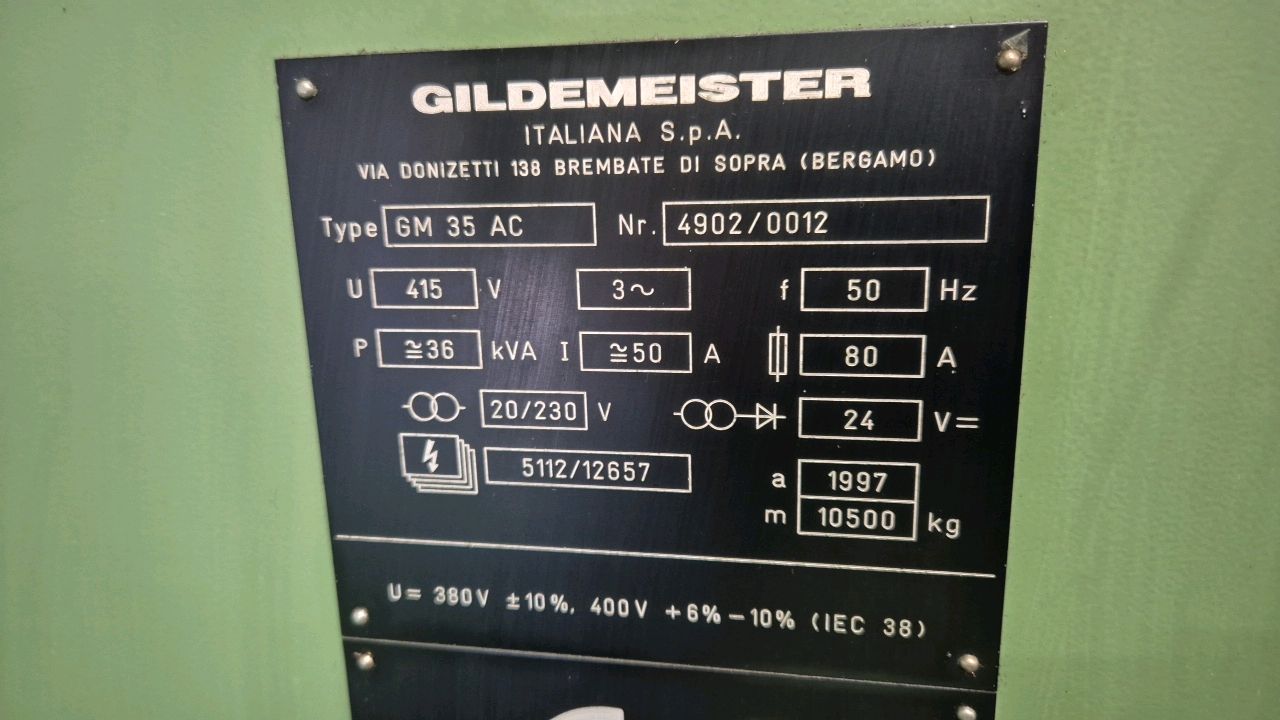 GILDEMEISTER
ITALIANA S.p.A.
VIA DONIZETTI 138 BREMBATE DI SOPRA (BERGAMO)
Type GM 35 AC Nr. 4902/0012
U 415 V 3~ f 50 Hz
P ≅36 kVA I ≅50 A 80 A
20/230 V 24 V=
5112/12657 a 1997
m 10500 kg
U= 380V ±10%, 400V +6% -10% (IEC 38)